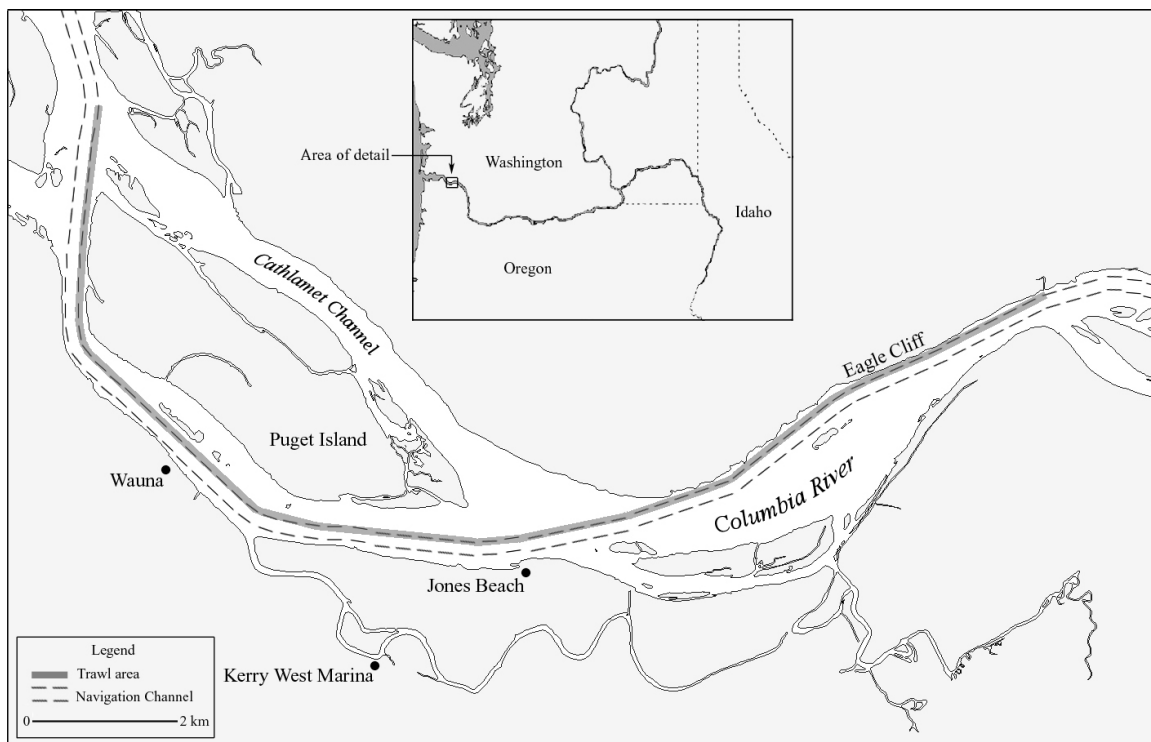 Area of detail
Washington
Idaho
Oregon
Cathlamet Channel
Eagle Cliff
Puget Island
Wauna
Columbia River
Jones Beach
Kerry West Marina
Legend
Trawl area
Navigation Channel
0 2 km